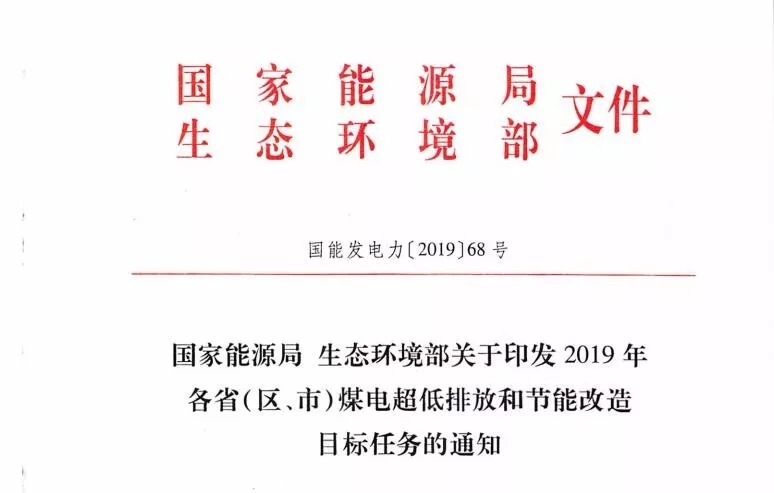 国家能源局
生态环境部
文件
国能发电力〔2019〕68号
国家能源局 生态环境部关于印发2019年
各省(区、市)煤电超低排放和节能改造
目标任务的通知